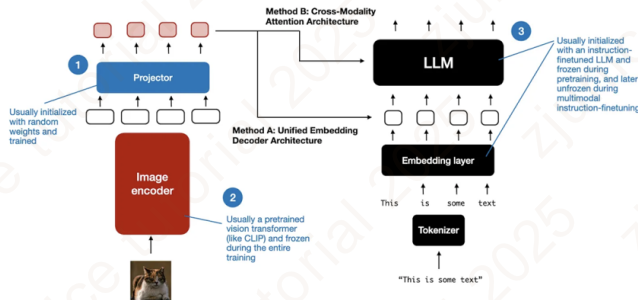 Method B: Cross-Modality
Attention Architecture
3
Usually initialized
with an instruction-
finetuned LLM and
frozen during
pretraining, and later
unfrozen during
multimodal
instruction-finetuning
LLM
1
Projector
Usually initialized
with random
weights and
trained
Method A: Unified Embedding
Decoder Architecture
Image
encoder
Embedding layer
2
This is some text
Usually a pretrained
vision transformer
(like CLIP) and frozen
during the entire
training
Tokenizer
"This is some text"
tutorial 2025